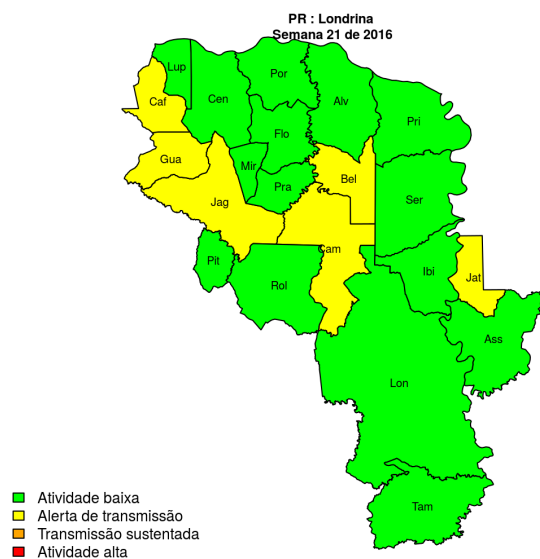 PR : Londrina
Semana 21 de 2016
Lup
Por
Caf
Cen
Alv
Pri
Flo
Gua
Mir
Bel
Pra
Jag
Ser
Cam
Pit
Ibi
Jat
Rol
Ass
Lon
Tam
Atividade baixa
Alerta de transmissão
Transmissão sustentada
Atividade alta